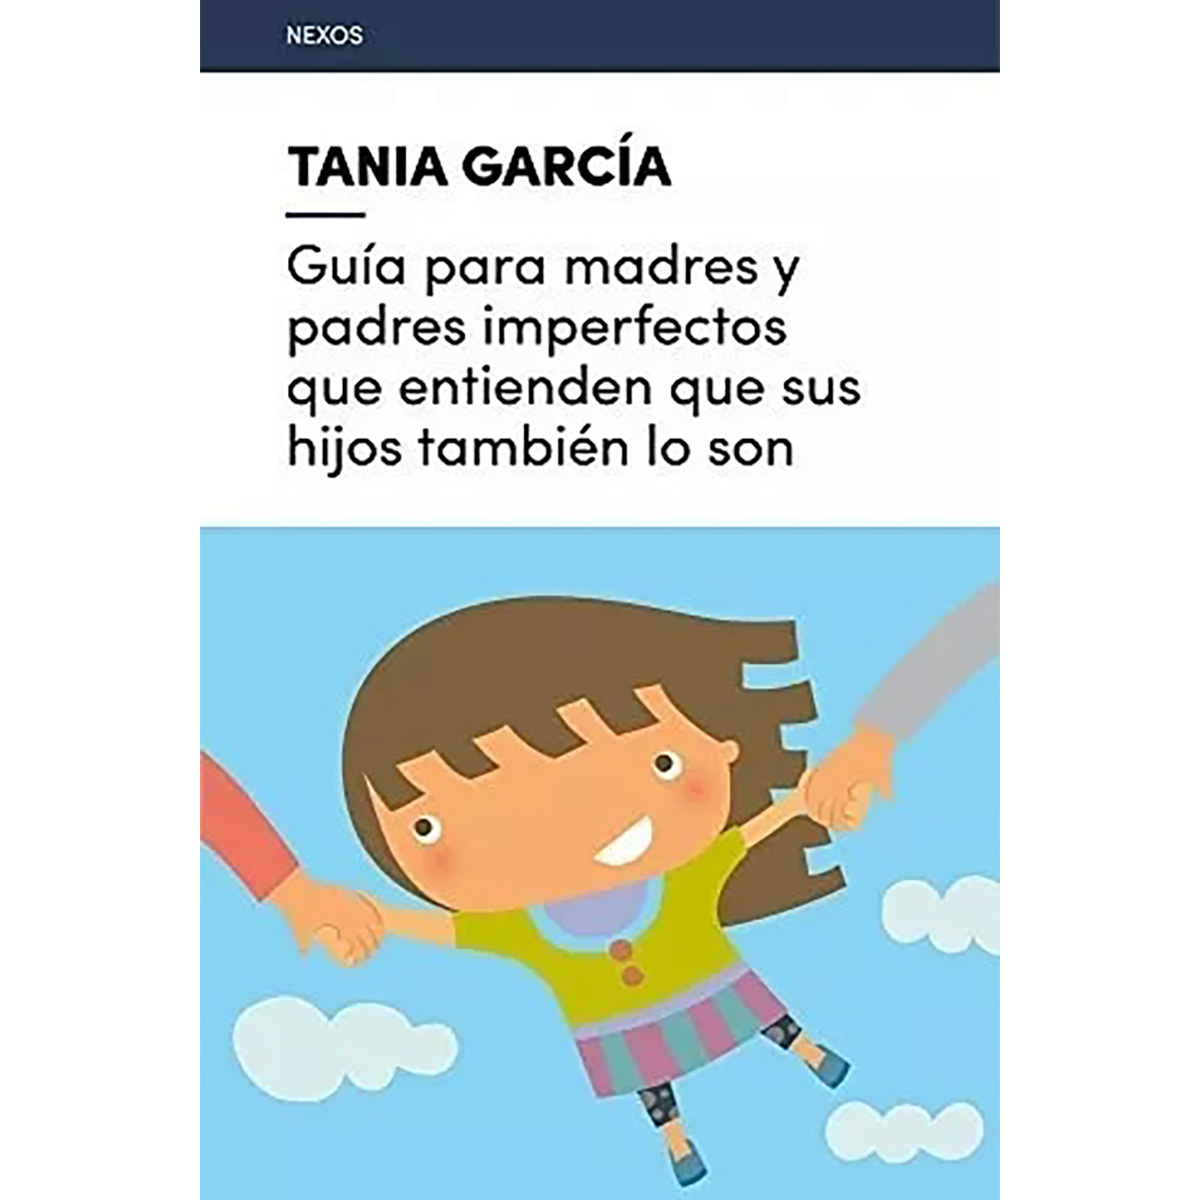 NEXOS
TANIA GARCÍA
Guía para madres y
padres imperfectos
que entienden que sus
hijos también lo son